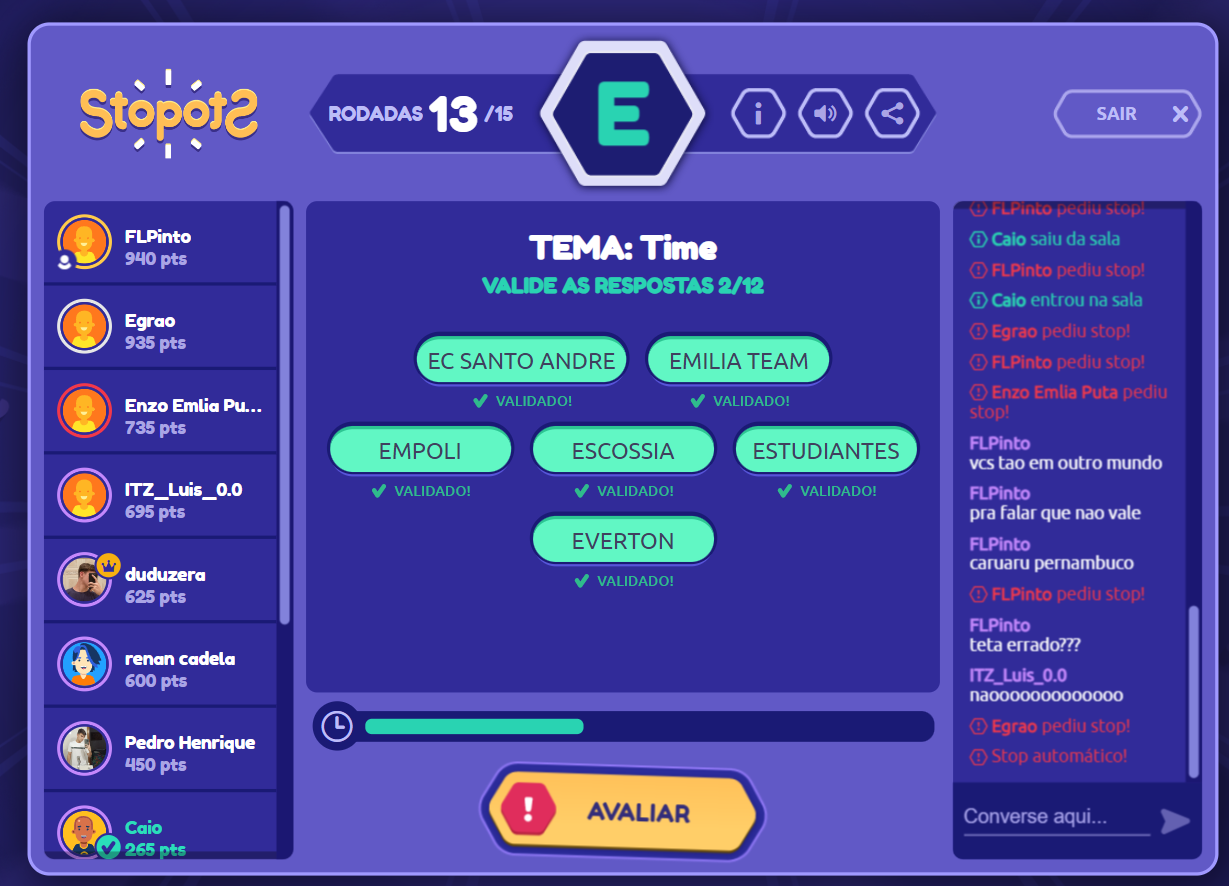 Stopots
RODADAS 13 /15
E
SAIR
FLPinto
940 pts
Egrao
935 pts
Enzo Emlia Pu...
735 pts
ITZ_Luis_0.0
695 pts
duduzera
625 pts
renan cadela
600 pts
Pedro Henrique
450 pts
Caio
265 pts
TEMA: Time
VALIDE AS RESPOSTAS 2/12
EC SANTO ANDRE
EMILIA TEAM
VALIDADO!
VALIDADO!
EMPOLI
ESCOSSIA
ESTUDIANTES
VALIDADO!
VALIDADO!
VALIDADO!
EVERTON
VALIDADO!
AVALIAR
FLPinto pediu stop!
Caio saiu da sala
FLPinto pediu stop!
Caio entrou na sala
Egrao pediu stop!
FLPinto pediu stop!
Enzo Emlia Puta pediu
stop!
FLPinto
vcs tao em outro mundo
FLPinto
pra falar que nao vale
FLPinto
caruaru pernambuco
FLPinto pediu stop!
FLPinto
teta errado???
ITZ_Luis_0.0
naooooooooooooo
Egrao pediu stop!
Stop automático!
Converse aqui...